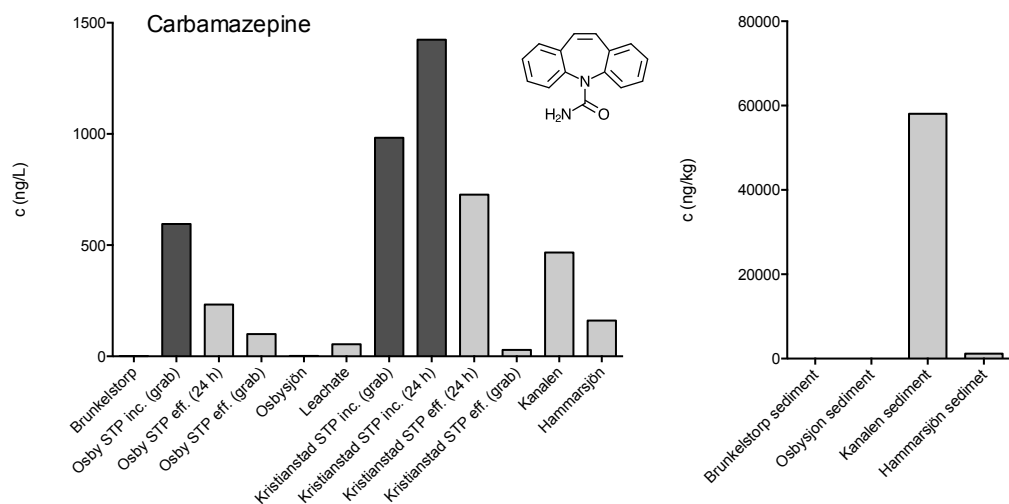 Carbamazepine
c (ng/L)
1500
1000
500
0
H₂N
N
O
Brunkelstorp
Osby STP inc. (grab)
Osby STP eff. (24 h)
Osby STP eff. (grab)
Osbysjön
Leachate
Kristianstad STP inc. (grab)
Kristianstad STP inc. (24 h)
Kristianstad STP eff. (24 h)
Kristianstad STP eff. (grab)
Kanalen
Hammarsjön
c (ng/kg)
80000
60000
40000
20000
0
Brunkelstorp sediment
Osbysjon sediment
Kanalen sediment
Hammarsjön sedimet